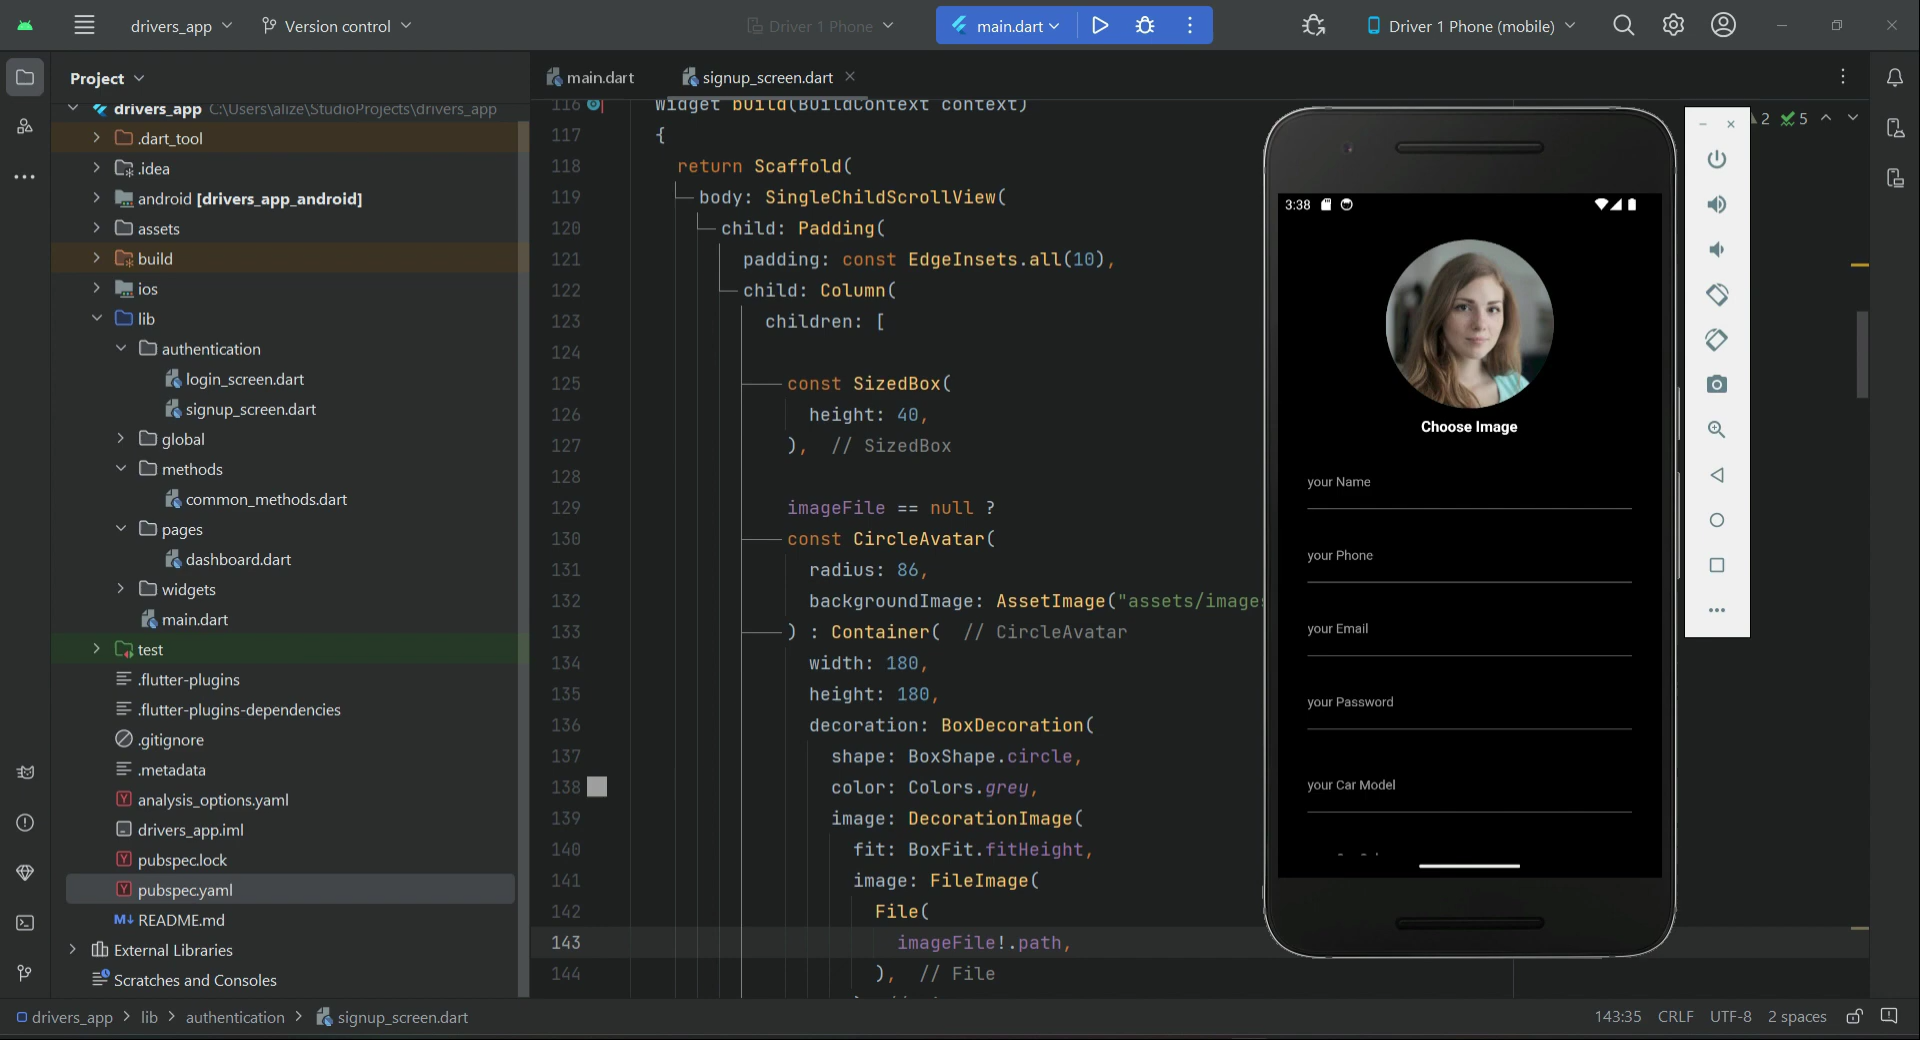 drivers_app
Version control
Driver 1 Phone
main.dart
Driver 1 Phone (mobile)
Project
drivers_app C:\Users\alize\StudioProjects\drivers_app
.dart_tool
.idea
android [drivers_app_android]
assets
build
ios
lib
authentication
login_screen.dart
signup_screen.dart
global
methods
common_methods.dart
pages
dashboard.dart
widgets
main.dart
test
.flutter-plugins
.flutter-plugins-dependencies
.gitignore
.metadata
analysis_options.yaml
drivers_app.iml
pubspec.lock
pubspec.yaml
README.md
External Libraries
Scratches and Consoles
main.dart
signup_screen.dart
2 5
116 Widget build(BuildContext context)
117 {
118 return Scaffold(
119 body: SingleChildScrollView(
120 child: Padding(
121 padding: const EdgeInsets.all(10),
122 child: Column(
123 children: [
124
125 const SizedBox(
126 height: 40,
127 ), // SizedBox
128
129 imageFile == null ?
130 const CircleAvatar(
131 radius: 86,
132 backgroundImage: AssetImage("assets/image
133 ) : Container( // CircleAvatar
134 width: 180,
135 height: 180,
136 decoration: BoxDecoration(
137 shape: BoxShape.circle,
138 color: Colors.grey,
139 image: DecorationImage(
140 fit: BoxFit.fitHeight,
141 image: FileImage(
142 File(
143 imageFile!.path,
144 ), // File
3:38
Choose Image
your Name
your Phone
your Email
your Password
your Car Model
drivers_app > lib > authentication > signup_screen.dart
143:35 CRLF UTF-8 2 spaces